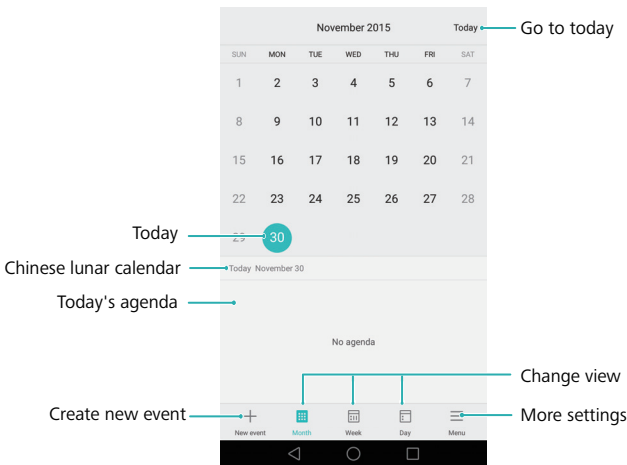 November 2015 Today Go to today
SUN MON TUE WED THU FRI SAT
1 2 3 4 5 6 7
8 9 10 11 12 13 14
15 16 17 18 19 20 21
22 23 24 25 26 27 28
Today 29 30
Chinese lunar calendar Today November 30
Today's agenda
No agenda
Change view
Create new event More settings
New event Month Week Day Menu